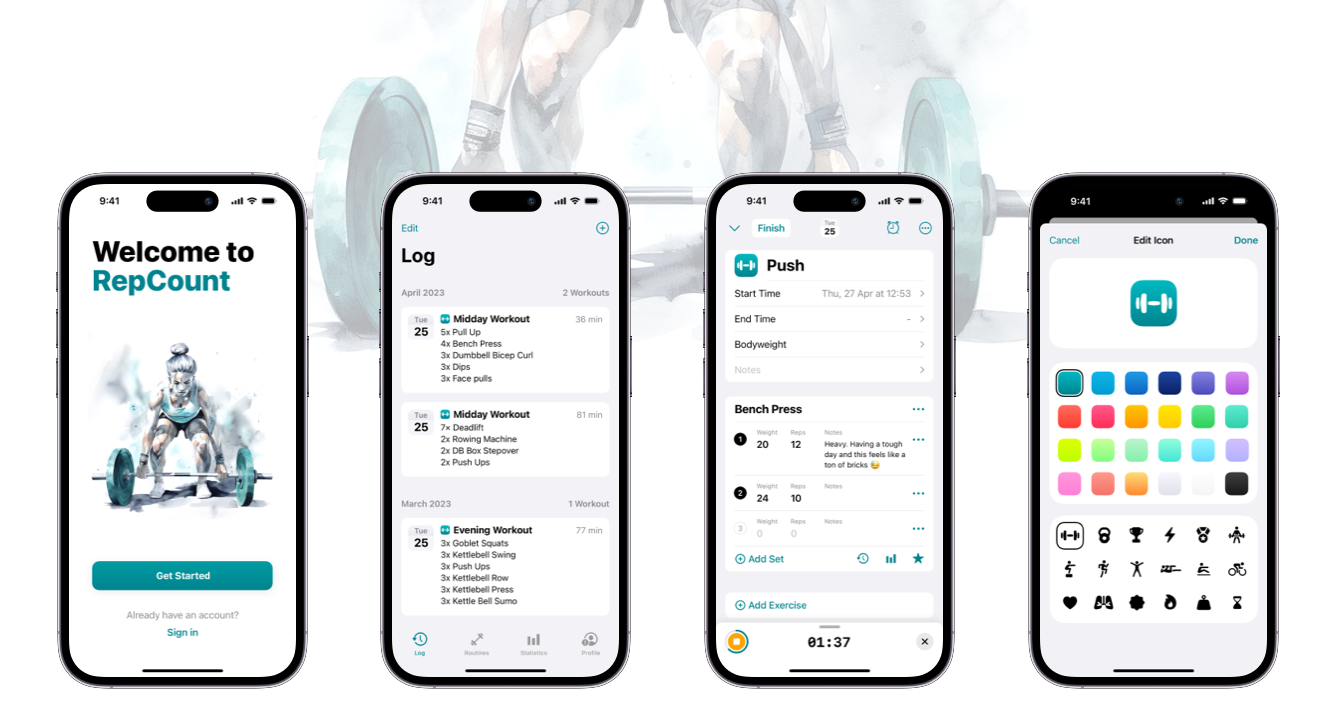 9:41
Welcome to
RepCount
Get Started
Already have an account?
Sign in
9:41
Edit
Log
April 2023 2 Workouts
Tue
25
Midday Workout 36 min
5x Pull Up
4x Bench Press
3x Dumbbell Bicep Curl
3x Dips
3x Face pulls
Tue
25
Midday Workout 81 min
7× Deadlift
2x Rowing Machine
2x DB Box Stepover
2x Push Ups
March 2023 1 Workout
Tue
25
Evening Workout 77 min
3x Goblet Squats
3x Kettlebell Swing
3x Push Ups
3x Kettlebell Row
3x Kettlebell Press
3x Kettle Bell Sumo
Log Routines Statistics Profile
9:41
Finish
Tue
25
Push
Start Time Thu, 27 Apr at 12:53
End Time -
Bodyweight
Notes
Bench Press
Weight Reps Notes
1 20 12 Heavy. Having a tough
day and this feels like a
ton of bricks 😅
Weight Reps Notes
2 24 10
Weight Reps Notes
3 0 0
Add Set
Add Exercise
01:37
9:41
Cancel Edit Icon Done